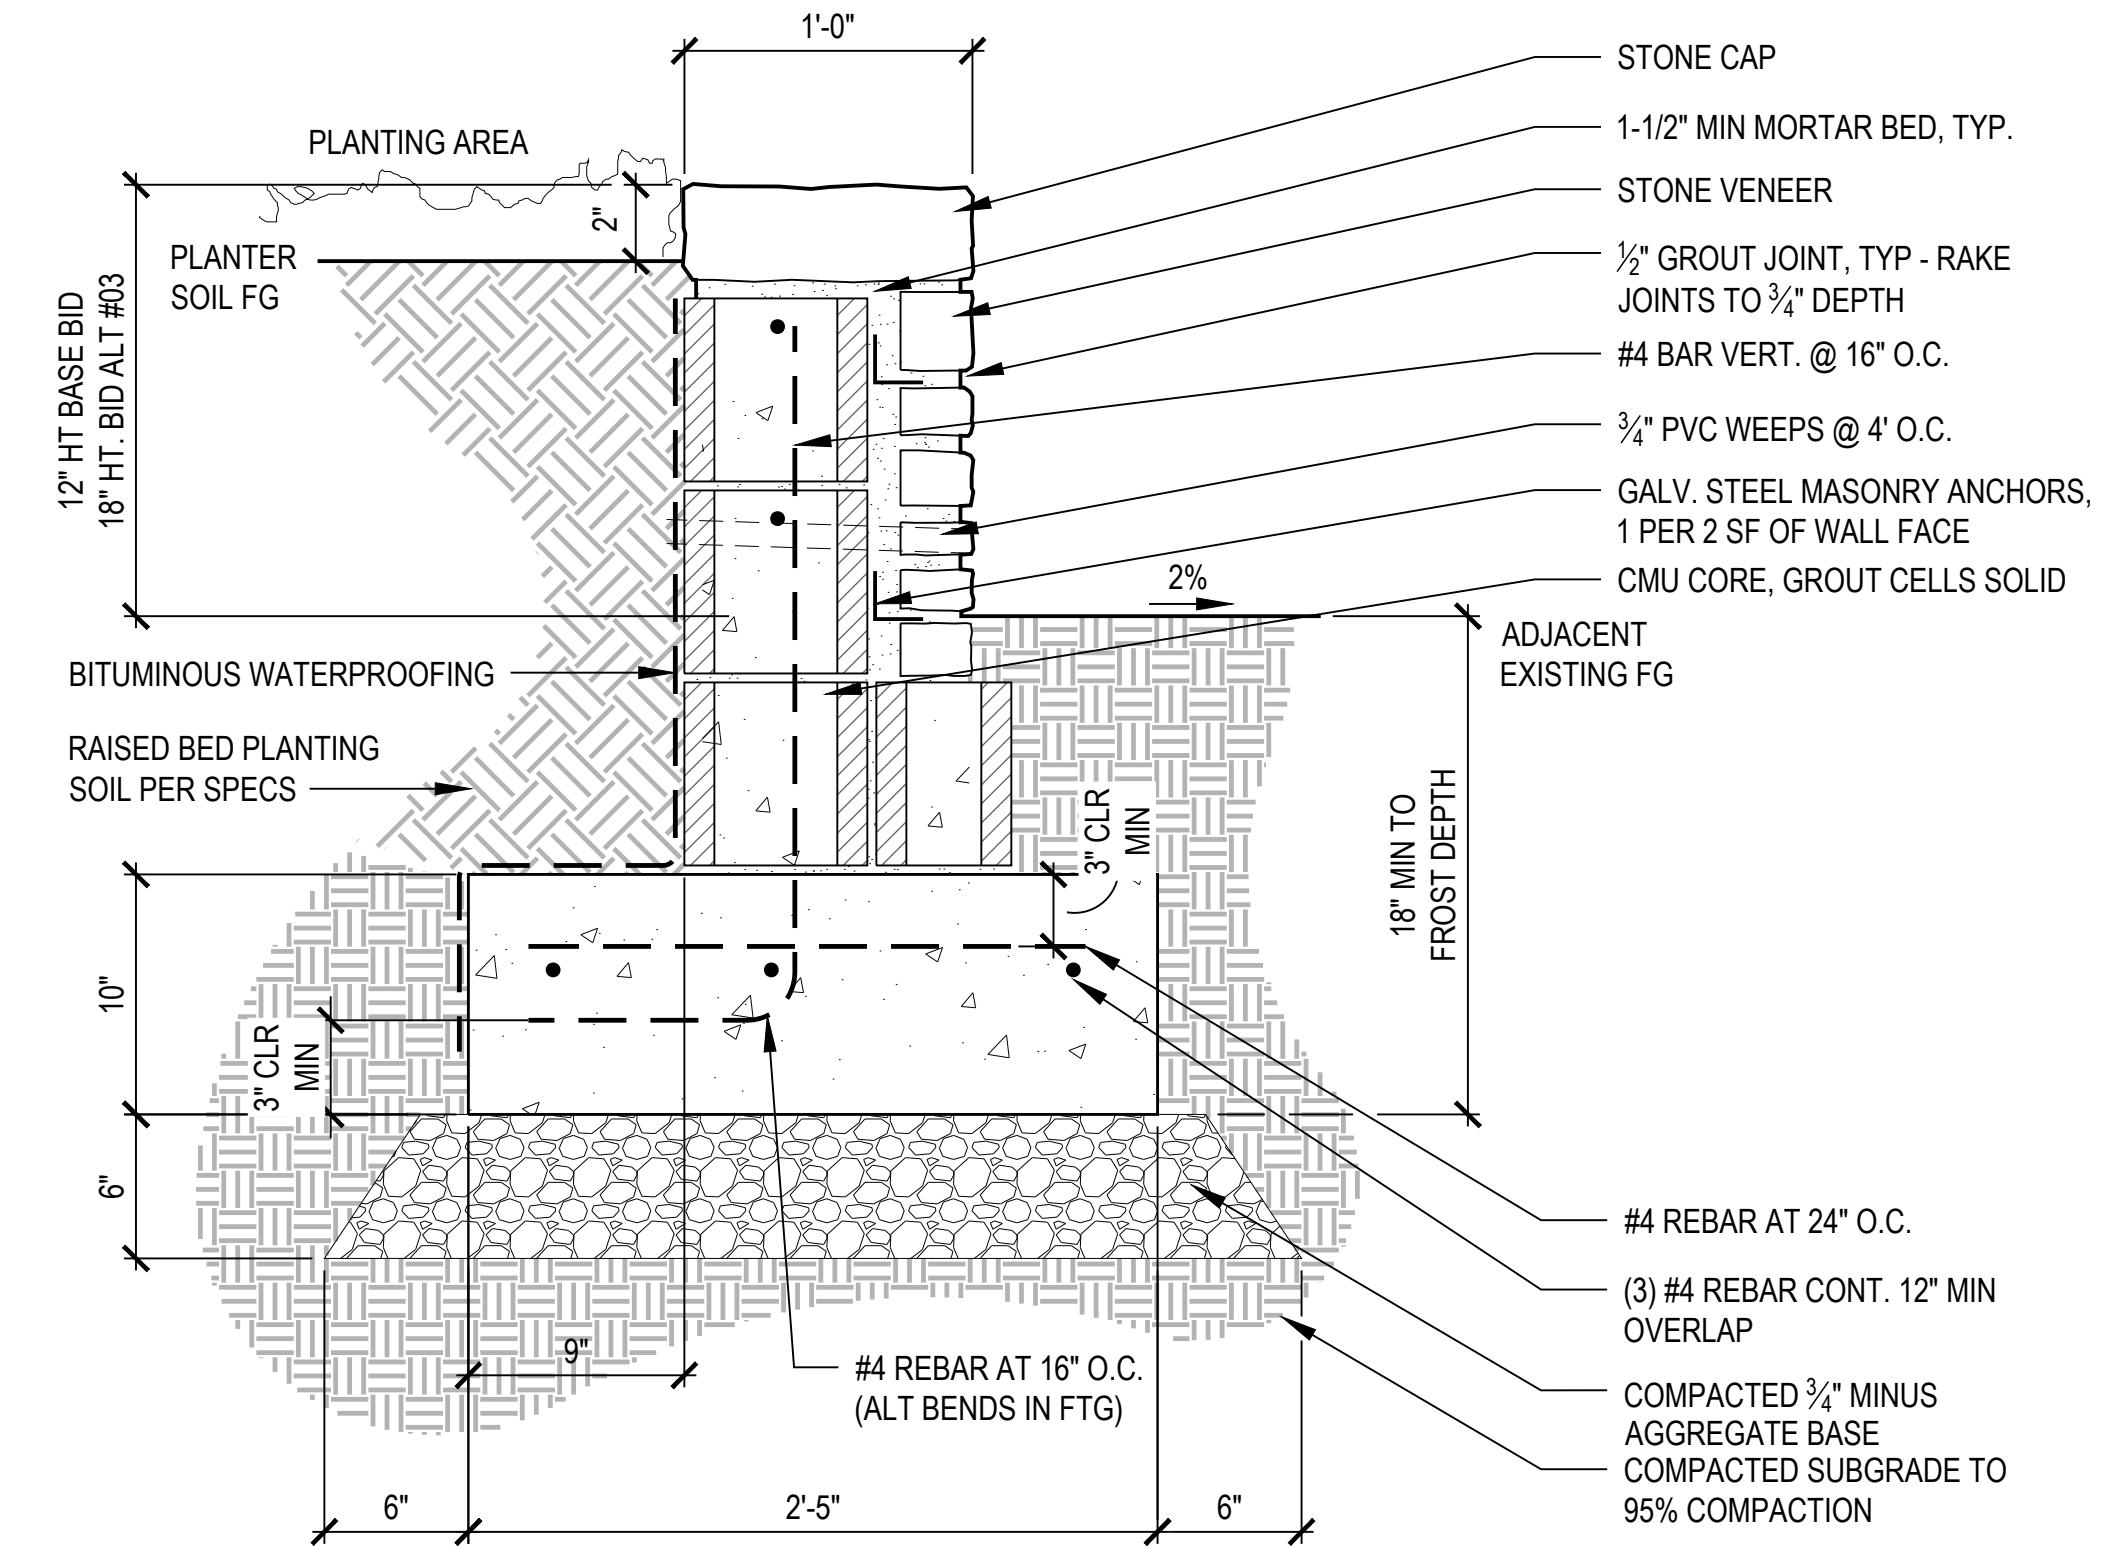 1'-0"
PLANTING AREA
2"
PLANTER
SOIL FG
12" HT BASE BID
18" HT. BID ALT #03
BITUMINOUS WATERPROOFING
RAISED BED PLANTING
SOIL PER SPECS
10"
3" CLR
MIN
6"
STONE CAP
1-1/2" MIN MORTAR BED, TYP.
STONE VENEER
1/2" GROUT JOINT, TYP - RAKE
JOINTS TO 3/4" DEPTH
#4 BAR VERT. @ 16" O.C.
3/4" PVC WEEPS @ 4' O.C.
GALV. STEEL MASONRY ANCHORS,
1 PER 2 SF OF WALL FACE
CMU CORE, GROUT CELLS SOLID
2%
ADJACENT
EXISTING FG
3" CLR
MIN
18" MIN TO
FROST DEPTH
#4 REBAR AT 24" O.C.
(3) #4 REBAR CONT. 12" MIN
OVERLAP
COMPACTED 3/4" MINUS
AGGREGATE BASE
COMPACTED SUBGRADE TO
95% COMPACTION
9"
#4 REBAR AT 16" O.C.
(ALT BENDS IN FTG)
6"
2'-5"
6"